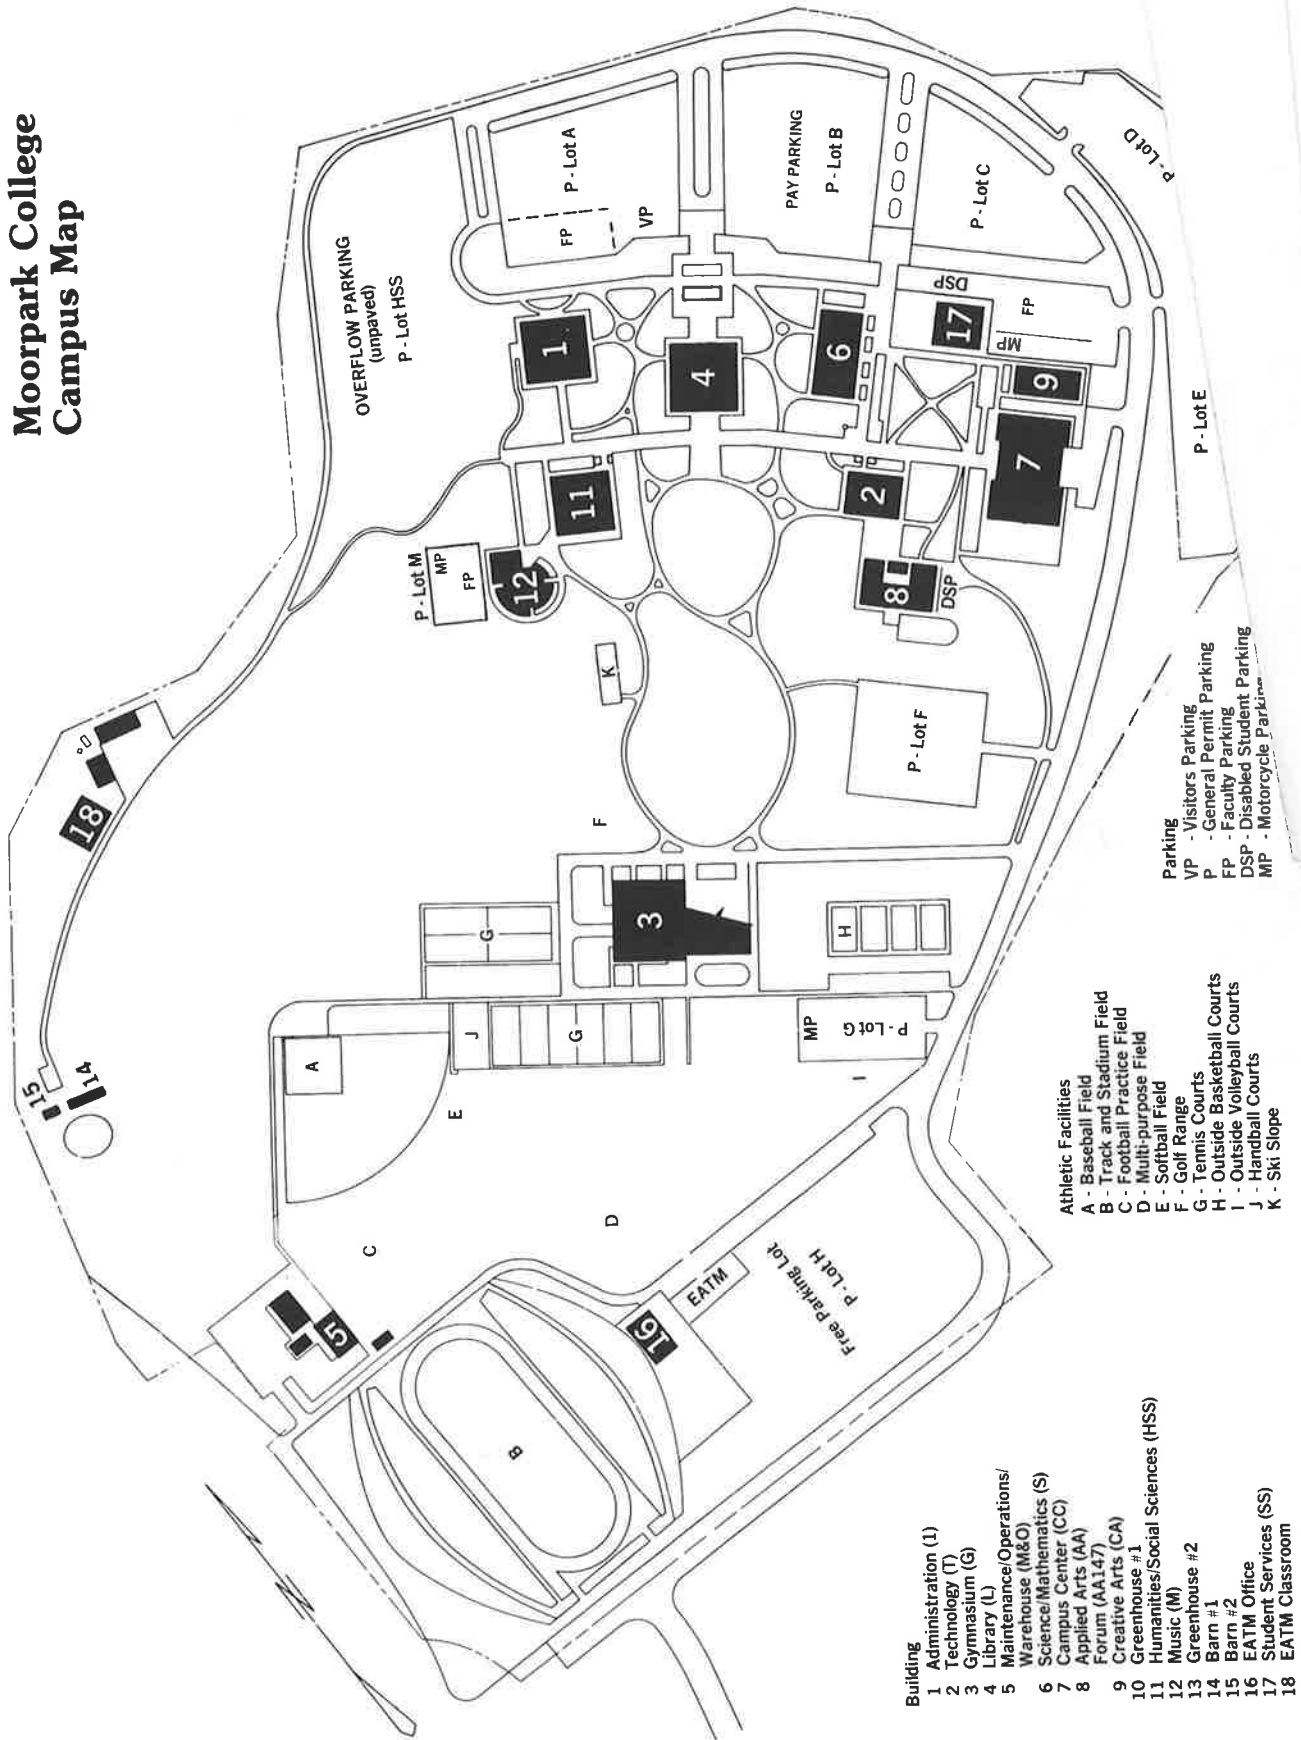 Moorpark College
Campus Map
OVERFLOW PARKING
(unpaved)
P - Lot HSS
P - Lot A
FP
VP
PAY PARKING
P - Lot B
P - Lot C
P - Lot D
DSP
FP
MP
P - Lot E
1
4
6
17
9
7
2
8
DSP
11
12
P - Lot M
MP
FP
K
P - Lot F
F
18
3
G
H
J
G
MP
P - Lot G
I
A
E
15
14
C
D
B
5
16
EATM
Free Parking Lot
P - Lot H
Building
1 Administration (1)
2 Technology (T)
3 Gymnasium (G)
4 Library (L)
5 Maintenance/Operations/
Warehouse (M&O)
6 Science/Mathematics (S)
7 Campus Center (CC)
8 Applied Arts (AA)
Forum (AA147)
9 Creative Arts (CA)
10 Greenhouse #1
11 Humanities/Social Sciences (HSS)
12 Music (M)
13 Greenhouse #2
14 Barn #1
15 Barn #2
16 EATM Office
17 Student Services (SS)
18 EATM Classroom
Athletic Facilities
A - Baseball Field
B - Track and Stadium Field
C - Football Practice Field
D - Multi-purpose Field
E - Softball Field
F - Golf Range
G - Tennis Courts
H - Outside Basketball Courts
I - Outside Volleyball Courts
J - Handball Courts
K - Ski Slope
Parking
VP - Visitors Parking
P - General Permit Parking
FP - Faculty Parking
DSP - Disabled Student Parking
MP - Motorcycle Parking